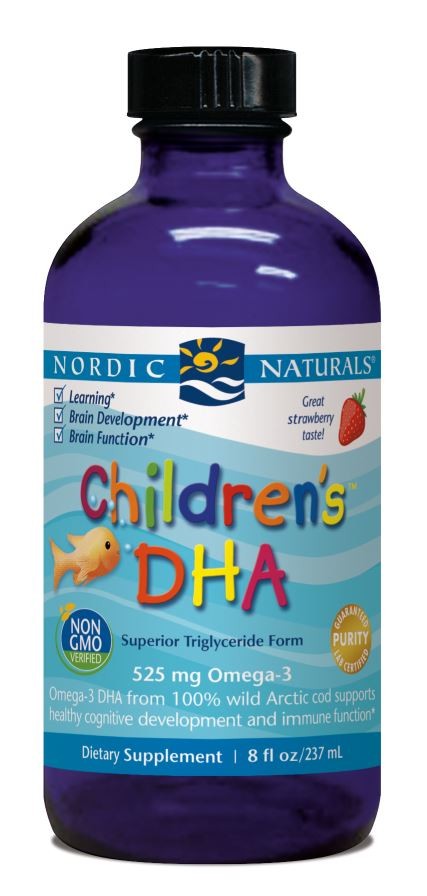 NORDIC NATURALS®
Learning*
Brain Development*
Brain Function*
Great
strawberry
taste!
Children's™
DHA
NON
GMO
VERIFIED
Superior Triglyceride Form
GUARANTEED
PURITY
LAB CERTIFIED
525 mg Omega-3
Omega-3 DHA from 100% wild Arctic cod supports
healthy cognitive development and immune function*
Dietary Supplement | 8 fl oz/237 mL